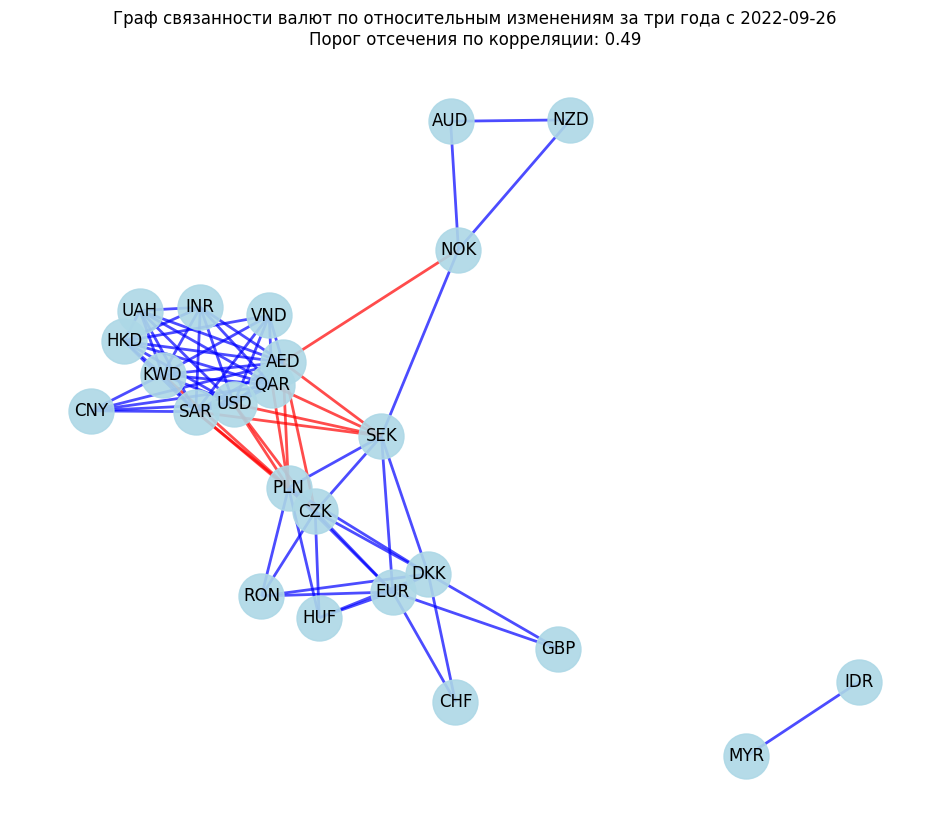 Граф связанности валют по относительным изменениям за три года с 2022-09-26
Порог отсечения по корреляции: 0.49
AUD
NZD
NOK
UAH
INR
VND
HKD
AED
KWD
QAR
CNY
SAR
USD
SEK
PLN
CZK
DKK
RON
EUR
HUF
GBP
IDR
CHF
MYR